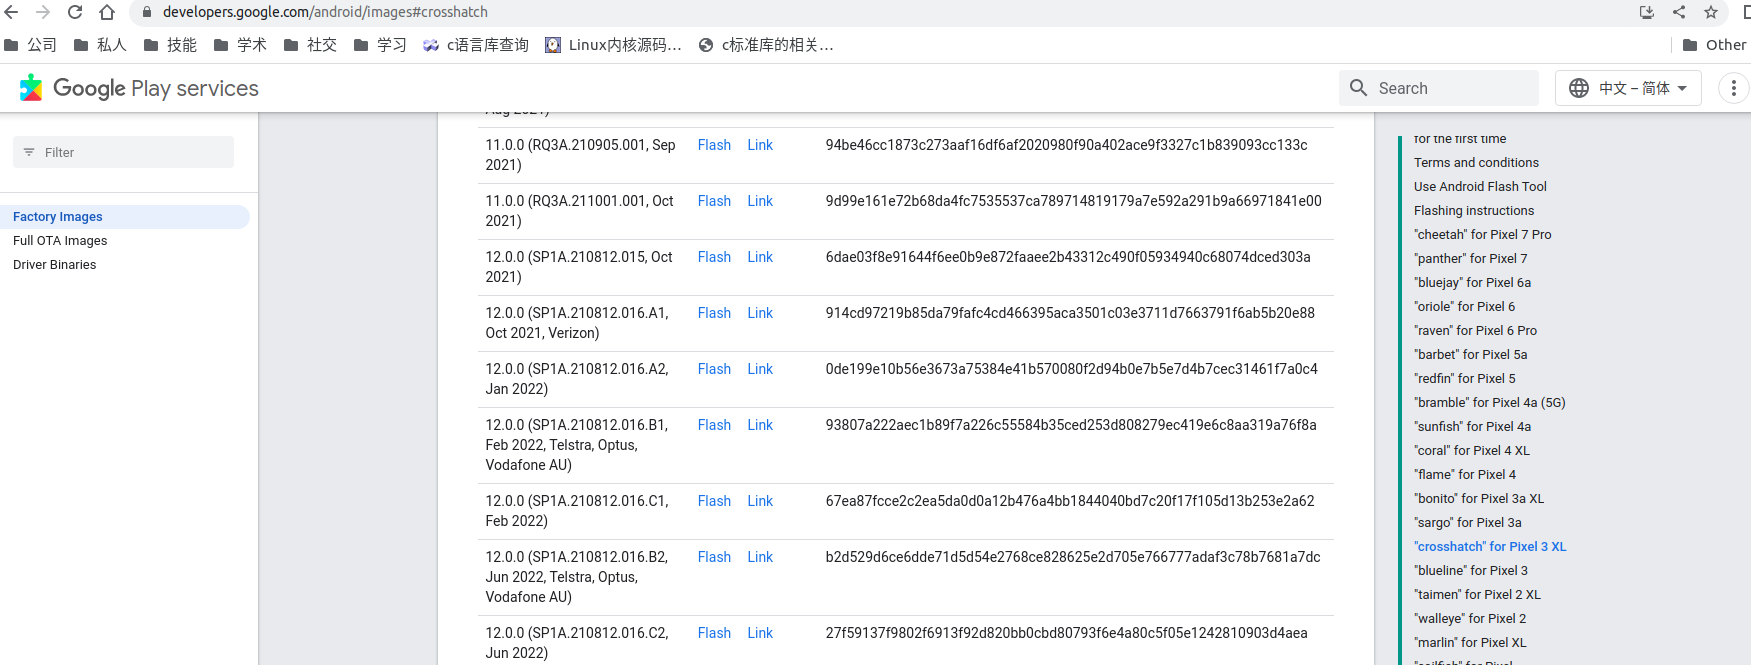 developers.google.com/android/images#crosshatch
公司 私人 技能 学术 社交 学习 c语言库查询 Linux内核源码… c标准库的相关… Other
Google Play services
Search
中文 – 简体
Filter
Factory Images
Full OTA Images
Driver Binaries
Aug 2021)
11.0.0 (RQ3A.210905.001, Sep
2021)
Flash Link 94be46cc1873c273aaf16df6af2020980f90a402ace9f3327c1b839093cc133c
11.0.0 (RQ3A.211001.001, Oct
2021)
Flash Link 9d99e161e72b68da4fc7535537ca789714819179a7e592a291b9a66971841e00
12.0.0 (SP1A.210812.015, Oct
2021)
Flash Link 6dae03f8e91644f6ee0b9e872faaee2b43312c490f05934940c68074dced303a
12.0.0 (SP1A.210812.016.A1,
Oct 2021, Verizon)
Flash Link 914cd97219b85da79fafc4cd466395aca3501c03e3711d7663791f6ab5b20e88
12.0.0 (SP1A.210812.016.A2,
Jan 2022)
Flash Link 0de199e10b56e3673a75384e41b570080f2d94b0e7b5e7d4b7cec31461f7a0c4
12.0.0 (SP1A.210812.016.B1,
Feb 2022, Telstra, Optus,
Vodafone AU)
Flash Link 93807a222aec1b89f7a226c55584b35ced253d808279ec419e6c8aa319a76f8a
12.0.0 (SP1A.210812.016.C1,
Feb 2022)
Flash Link 67ea87fcce2c2ea5da0d0a12b476a4bb1844040bd7c20f17f105d13b253e2a62
12.0.0 (SP1A.210812.016.B2,
Jun 2022, Telstra, Optus,
Vodafone AU)
Flash Link b2d529d6ce6dde71d5d54e2768ce828625e2d705e766777adaf3c78b7681a7dc
12.0.0 (SP1A.210812.016.C2,
Jun 2022)
Flash Link 27f59137f9802f6913f92d820bb0cbd80793f6e4a80c5f05e1242810903d4aea
for the first time
Terms and conditions
Use Android Flash Tool
Flashing instructions
"cheetah" for Pixel 7 Pro
"panther" for Pixel 7
"bluejay" for Pixel 6a
"oriole" for Pixel 6
"raven" for Pixel 6 Pro
"barbet" for Pixel 5a
"redfin" for Pixel 5
"bramble" for Pixel 4a (5G)
"sunfish" for Pixel 4a
"coral" for Pixel 4 XL
"flame" for Pixel 4
"bonito" for Pixel 3a XL
"sargo" for Pixel 3a
"crosshatch" for Pixel 3 XL
"blueline" for Pixel 3
"taimen" for Pixel 2 XL
"walleye" for Pixel 2
"marlin" for Pixel XL